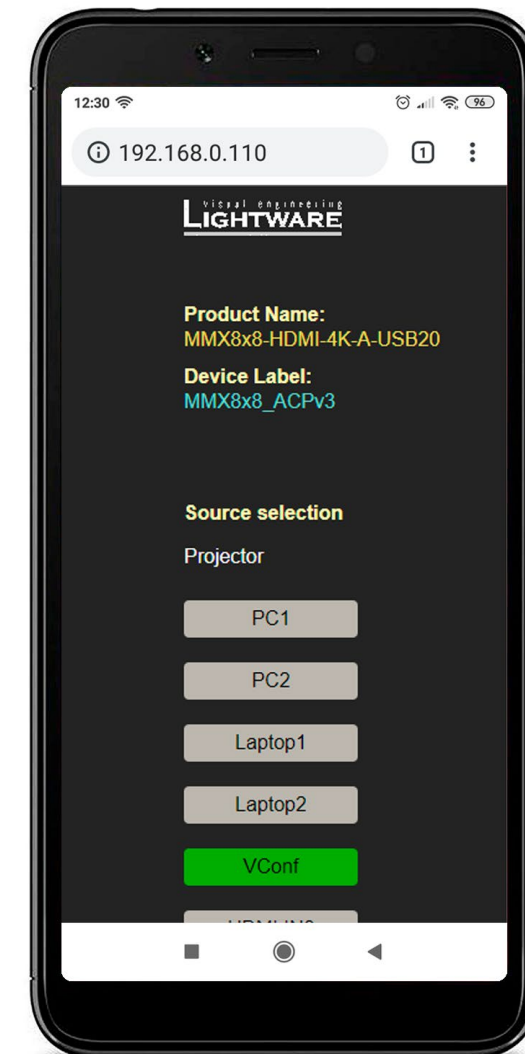 12:30
96
192.168.0.110
1
visual engineering
LIGHTWARE
Product Name:
MMX8x8-HDMI-4K-A-USB20
Device Label:
MMX8x8_ACPv3
Source selection
Projector
PC1
PC2
Laptop1
Laptop2
VConf